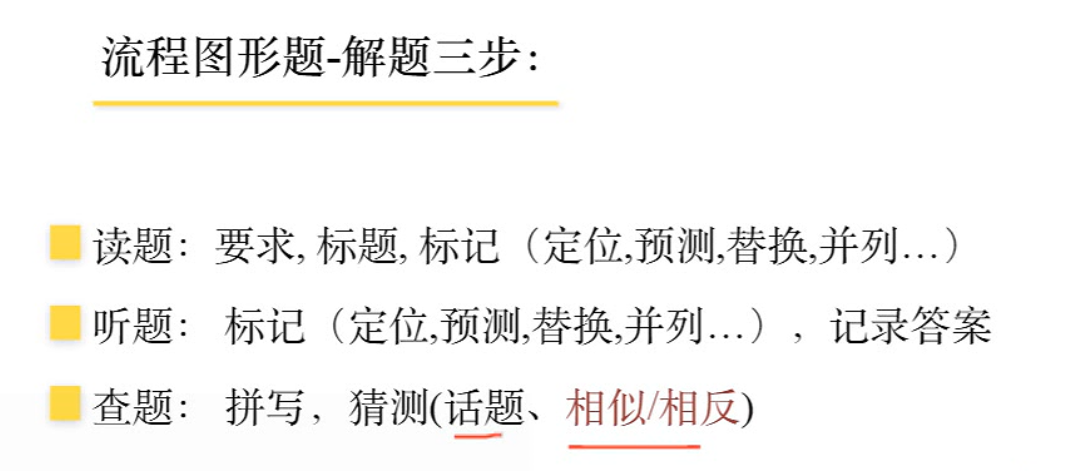 流程图形题-解题三步：
读题：要求, 标题, 标记（定位,预测,替换,并列…）
听题： 标记（定位,预测,替换,并列…），记录答案
查题： 拼写，猜测(话题、相似/相反)